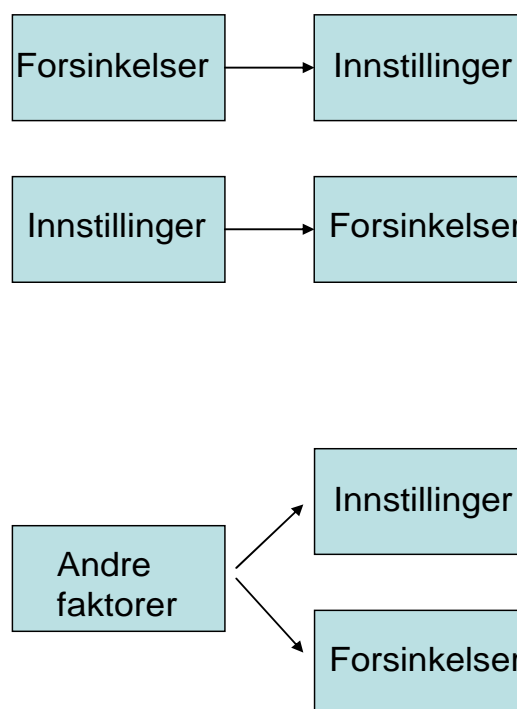 Forsinkelser
Innstillinger
Innstillinger
Forsinkelser
Innstillinger
Andre
faktorer
Forsinkelser